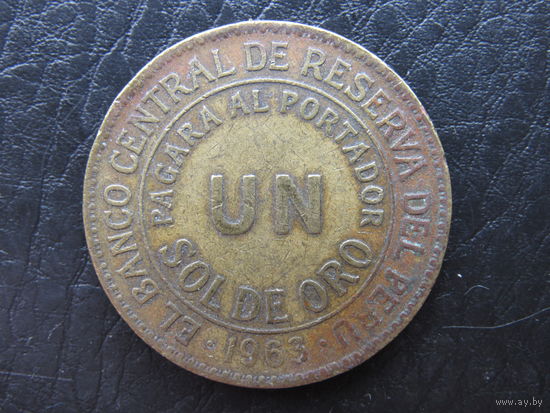 EL BANCO CENTRAL DE RESERVA DEL PERU
PAGARA AL PORTADOR
UN
SOL DE ORO
· 1963 ·
www.ay.by